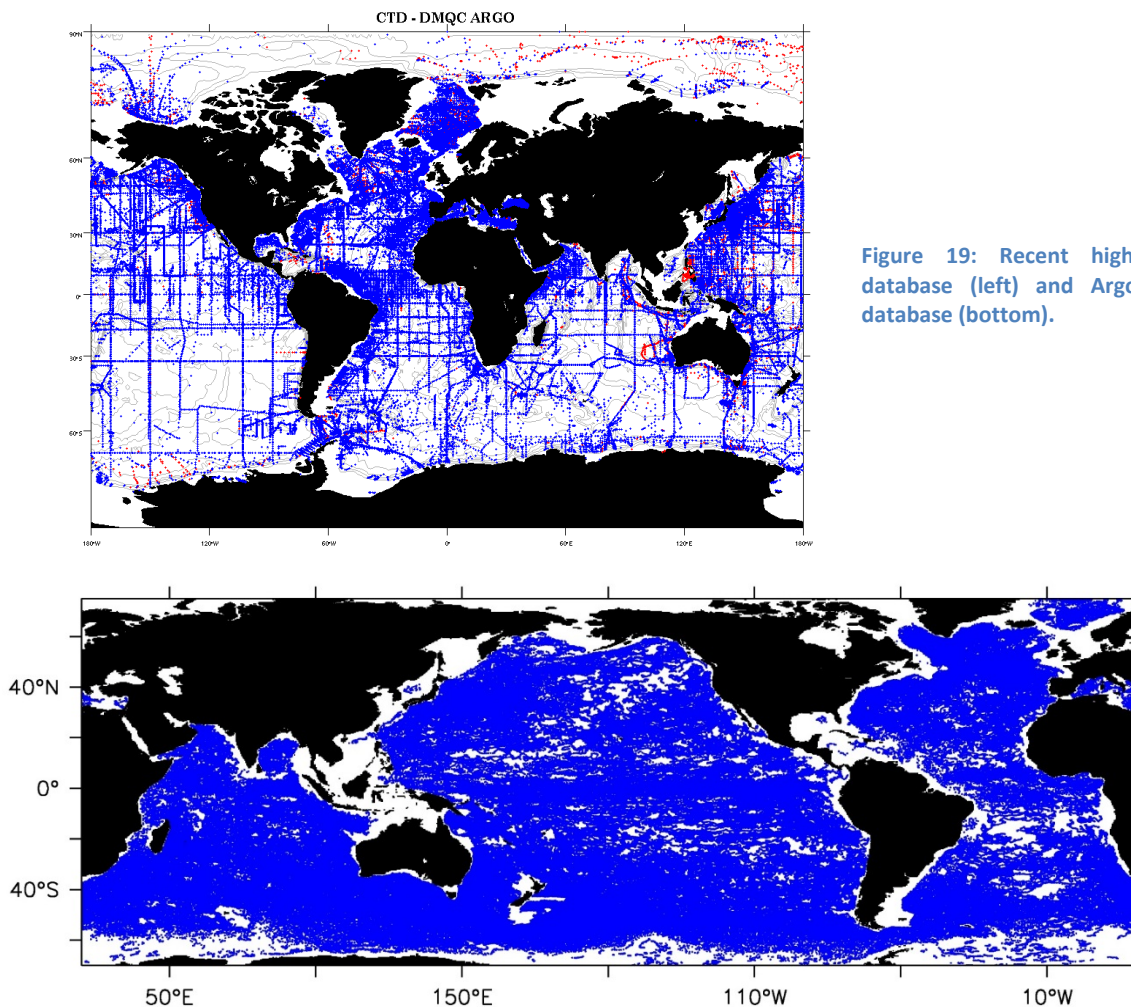 CTD - DMQC ARGO
90°N
60°N
30°N
0°
30°S
60°S
180°W 120°W 60°W 0° 60°E 120°E 180°W
Figure 19: Recent high
database (left) and Argo
database (bottom).
40°N
0°
40°S
50°E 150°E 110°W 10°W